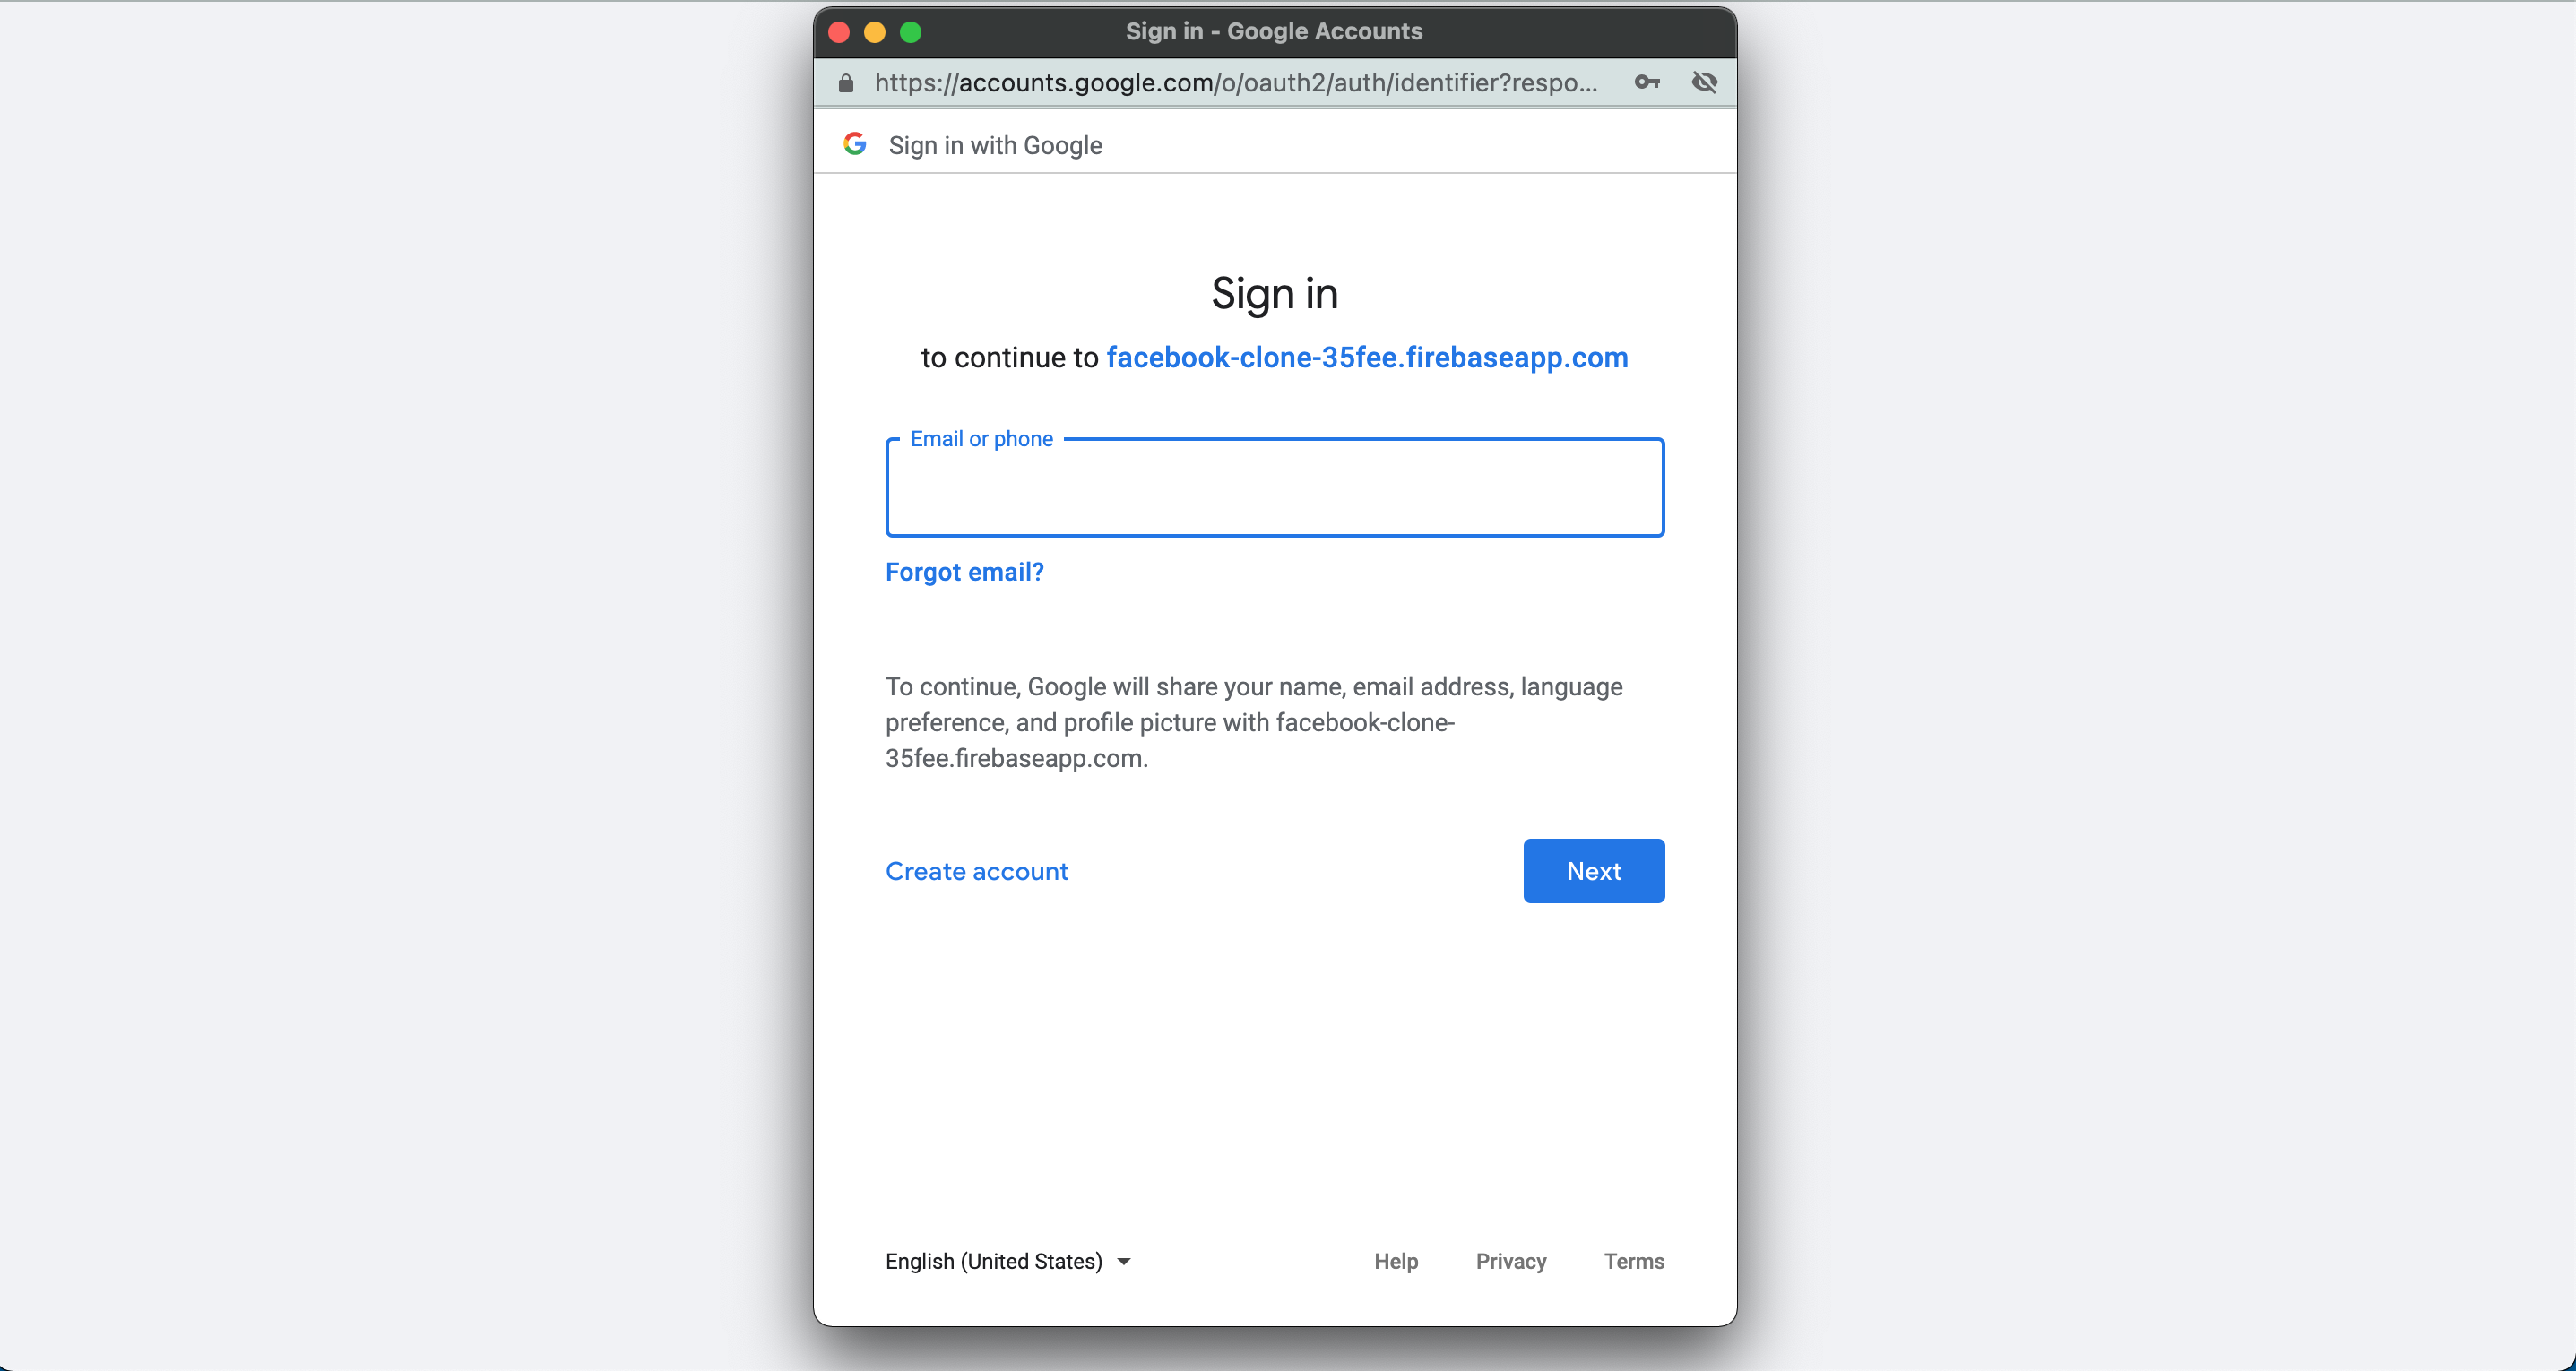 Sign in - Google Accounts
https://accounts.google.com/o/oauth2/auth/identifier?respo...
Sign in with Google
Sign in
to continue to facebook-clone-35fee.firebaseapp.com
Email or phone
Forgot email?
To continue, Google will share your name, email address, language
preference, and profile picture with facebook-clone-
35fee.firebaseapp.com.
Create account
Next
English (United States)
Help
Privacy
Terms